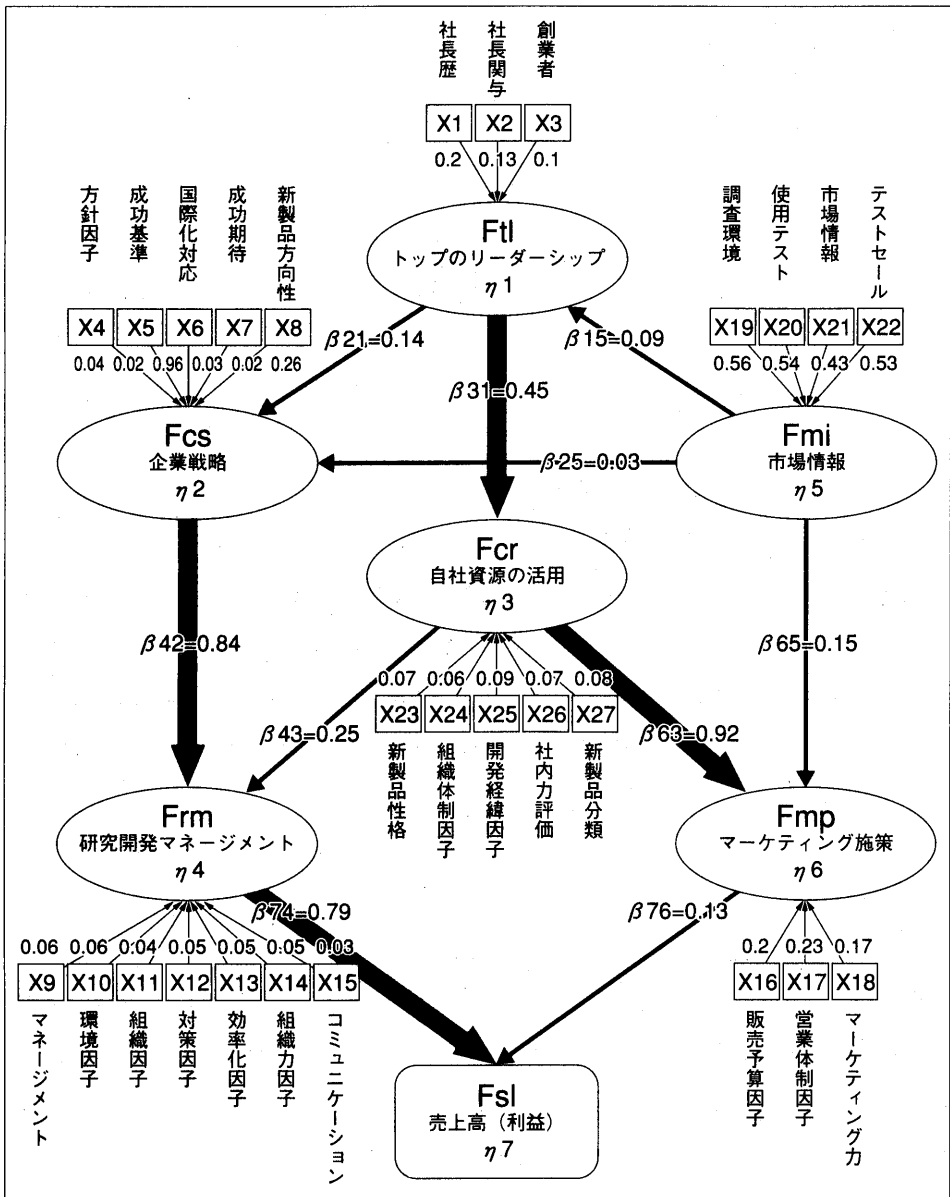 社長歴
社長関与
創業者
X1 X2 X3
0.2 0.13 0.1
方針因子
成功基準
国際化対応
成功期待
新製品方向性
調査環境
使用テスト
市場情報
テストセール
Ftl
トップのリーダーシップ
η1
X4 X5 X6 X7 X8
0.04 0.02 0.96 0.03 0.02 0.26
X19 X20 X21 X22
0.56 0.54 0.43 0.53
β21=0.14
β15=0.09
β31=0.45
Fcs
企業戦略
η2
β25=0.03
Fmi
市場情報
η5
Fcr
自社資源の活用
η3
β42=0.84
β65=0.15
0.07 0.06 0.09 0.07 0.08
X23 X24 X25 X26 X27
β43=0.25
β63=0.92
新製品性格
組織体制因子
開発経緯因子
社内力評価
新製品分類
Frm
研究開発マネージメント
η4
Fmp
マーケティング施策
η6
β74=0.79
β76=0.13
0.06 0.06 0.04 0.05 0.05 0.05 0.03
X9 X10 X11 X12 X13 X14 X15
0.2 0.23 0.17
X16 X17 X18
マネージメント
環境因子
組織因子
対策因子
効率化因子
組織力因子
コミュニケーション
販売予算因子
営業体制因子
マーケティング力
Fsl
売上高（利益）
η7